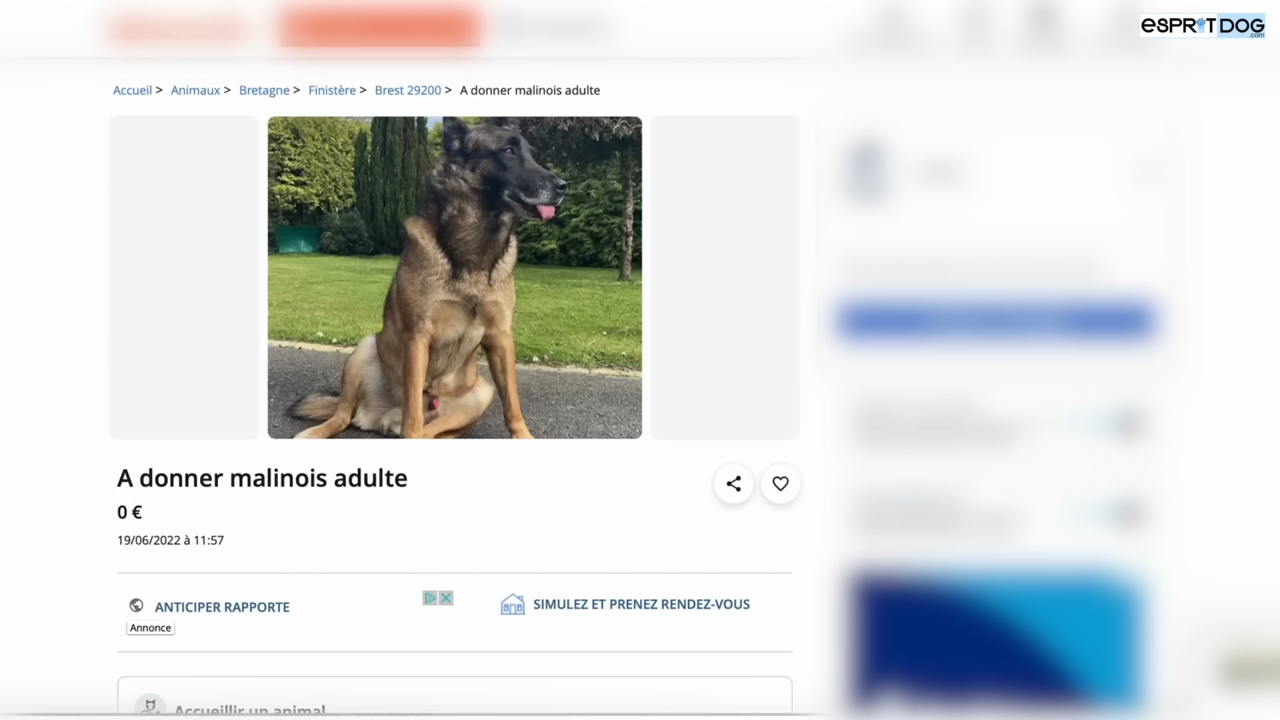 ESPRIT DOG
.com
Accueil > Animaux > Bretagne > Finistère > Brest 29200 > A donner malinois adulte
A donner malinois adulte
0 €
19/06/2022 à 11:57
ANTICIPER RAPPORTE
SIMULEZ ET PRENEZ RENDEZ-VOUS
Annonce
Accueillir un animal